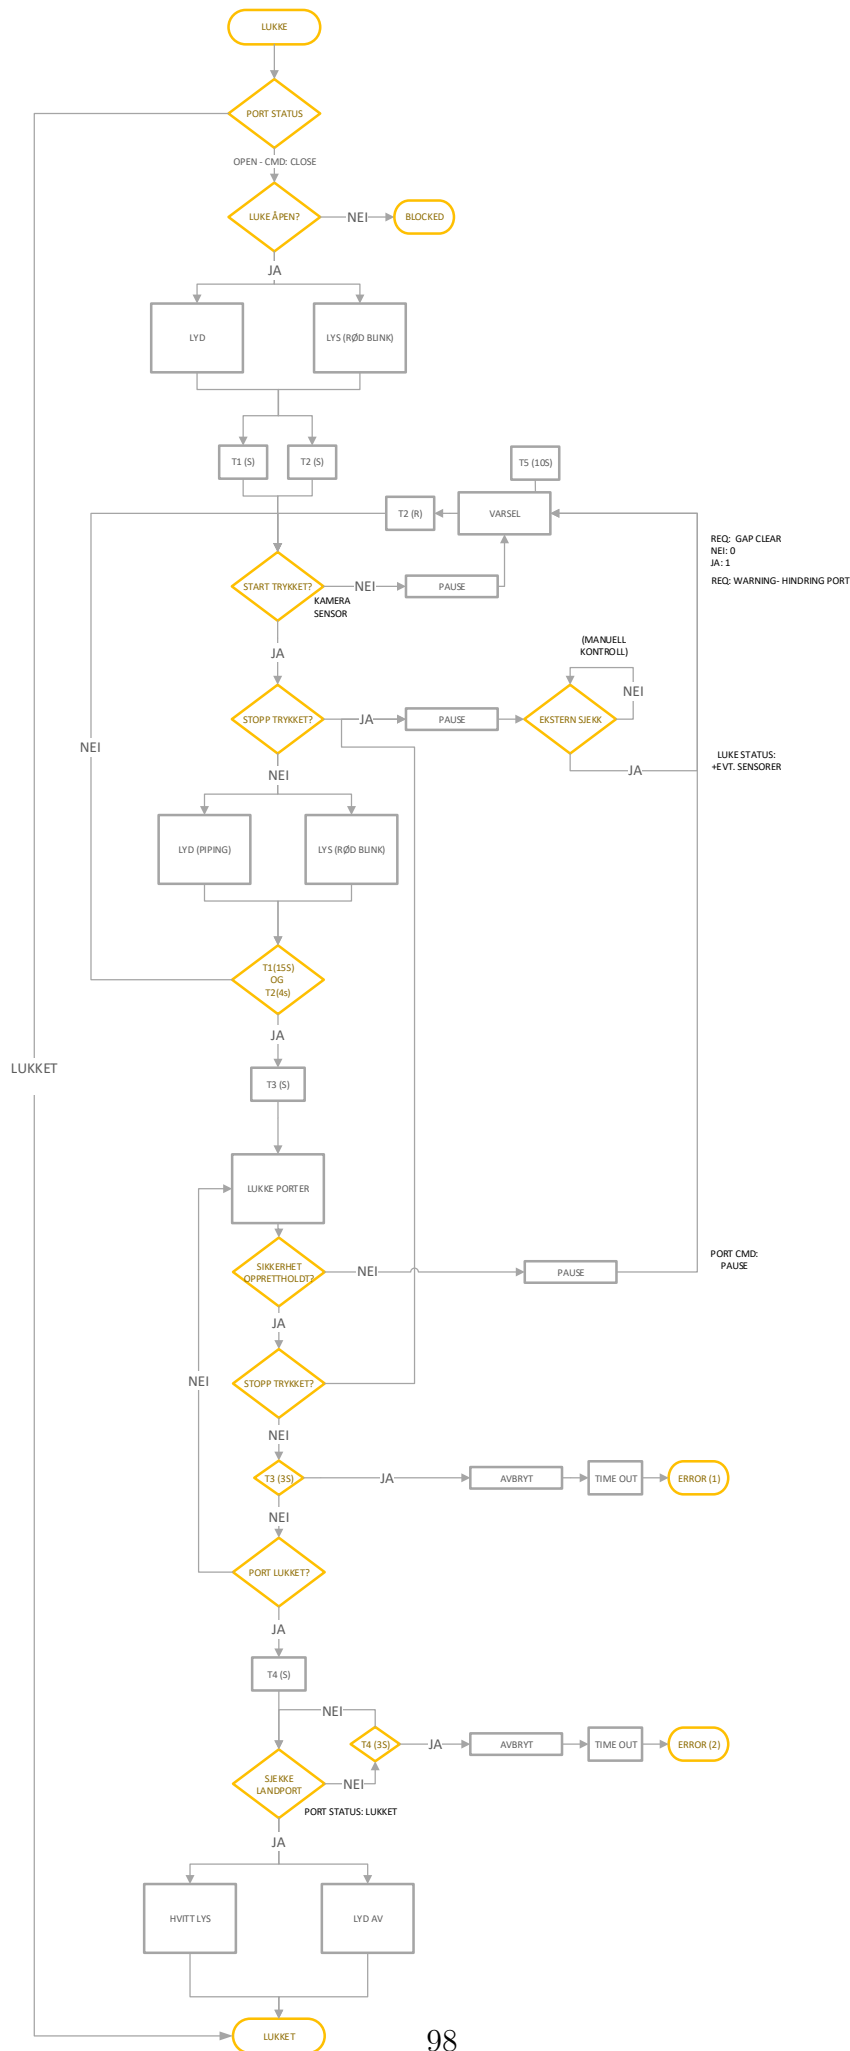 LUKKE
PORT STATUS
OPEN - CMD: CLOSE
LUKE ÅPEN?
NEI
BLOCKED
JA
LYD
LYS (RØD BLINK)
T1 (S)
T2 (S)
T5 (10S)
T2 (R)
VARSEL
REQ: GAP CLEAR
NEI: 0
JA: 1
REQ: WARNING- HINDRING PORT
START TRYKKET?
NEI
PAUSE
KAMERA
SENSOR
JA
(MANUELL
KONTROLL)
NEI
STOPP TRYKKET?
JA
PAUSE
EKSTERN SJEKK
NEI
NEI
JA
LUKE STATUS:
+EVT. SENSORER
LYD (PIPING)
LYS (RØD BLINK)
T1(15S)
OG
T2(4s)
JA
LUKKET
T3 (S)
LUKKE PORTER
SIKKERHET
OPPRETTHOLDT?
NEI
PAUSE
PORT CMD:
PAUSE
JA
NEI
STOPP TRYKKET?
NEI
T3 (3S)
JA
AVBRYT
TIME OUT
ERROR (1)
NEI
PORT LUKKET?
JA
T4 (S)
NEI
T4 (3S)
JA
AVBRYT
TIME OUT
ERROR (2)
SJEKKE
LANDPORT
NEI
PORT STATUS: LUKKET
JA
HVITT LYS
LYD AV
LUKKET
98